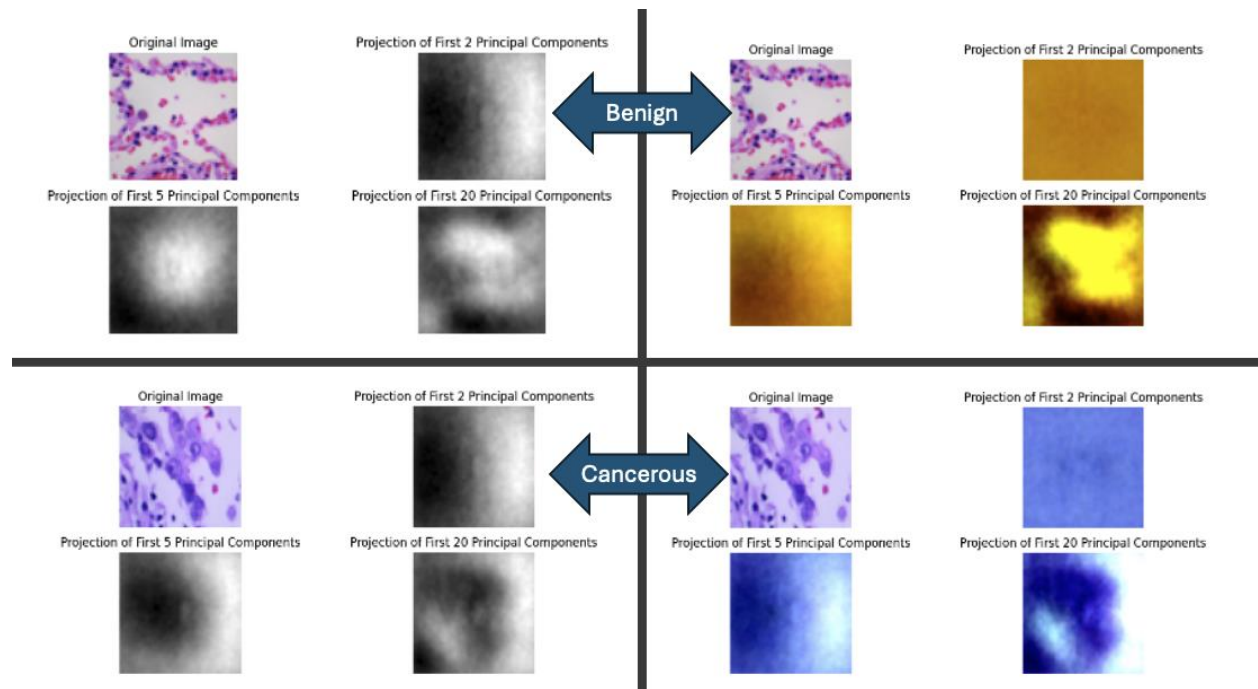 Original Image
Projection of First 2 Principal Components
Projection of First 5 Principal Components
Projection of First 20 Principal Components
Benign
Original Image
Projection of First 2 Principal Components
Projection of First 5 Principal Components
Projection of First 20 Principal Components
Original Image
Projection of First 2 Principal Components
Projection of First 5 Principal Components
Projection of First 20 Principal Components
Cancerous
Original Image
Projection of First 2 Principal Components
Projection of First 5 Principal Components
Projection of First 20 Principal Components